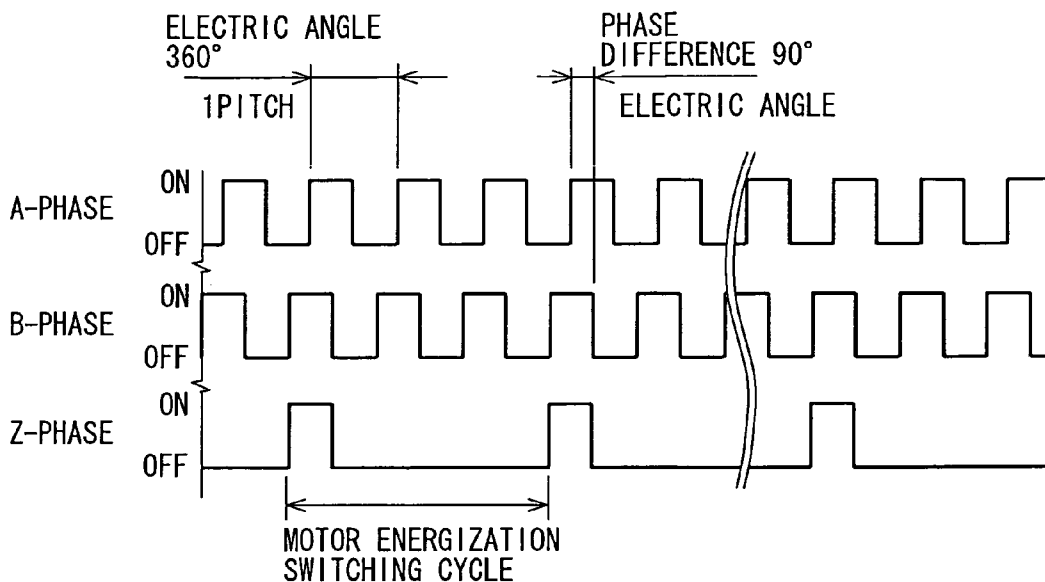 ELECTRIC ANGLE
360°
PHASE
DIFFERENCE 90°
1PITCH
ELECTRIC ANGLE
ON
A-PHASE
OFF
ON
B-PHASE
OFF
ON
Z-PHASE
OFF
MOTOR ENERGIZATION
SWITCHING CYCLE